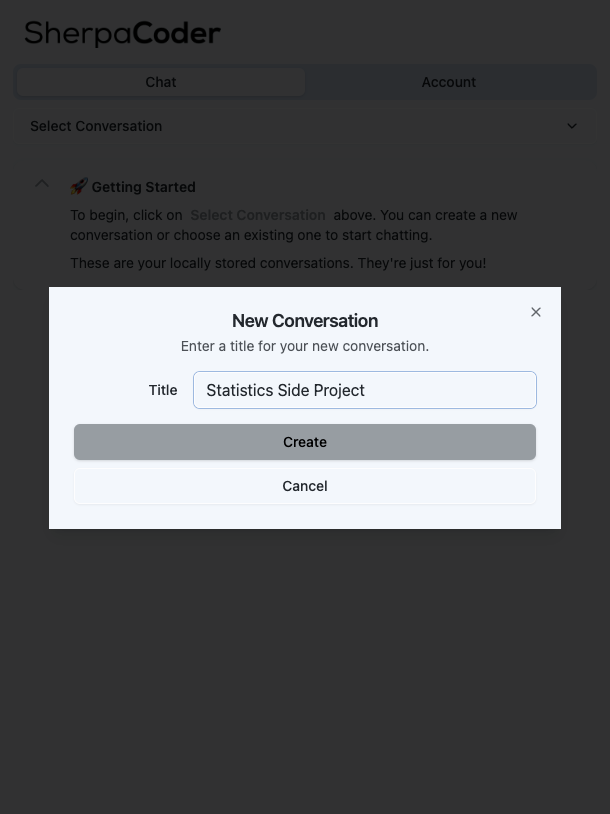 SherpaCoder
Chat Account
Select Conversation
🚀 Getting Started
To begin, click on Select Conversation above. You can create a new
conversation or choose an existing one to start chatting.
These are your locally stored conversations. They're just for you!
New Conversation
Enter a title for your new conversation.
Title Statistics Side Project
Create
Cancel